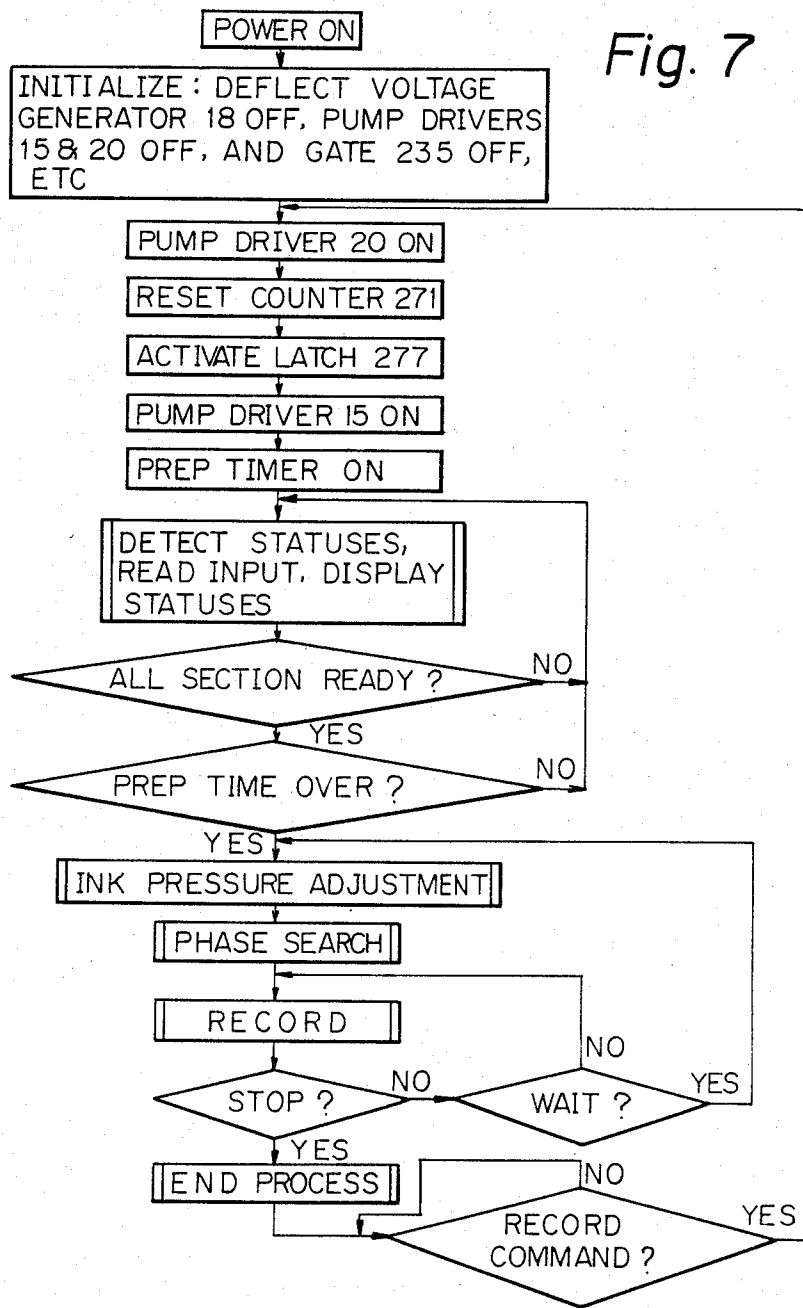 POWER ON
Fig. 7
INITIALIZE : DEFLECT VOLTAGE
GENERATOR 18 OFF, PUMP DRIVERS
15 & 20 OFF, AND GATE 235 OFF,
ETC
PUMP DRIVER 20 ON
RESET COUNTER 271
ACTIVATE LATCH 277
PUMP DRIVER 15 ON
PREP TIMER ON
DETECT STATUSES,
READ INPUT, DISPLAY
STATUSES
ALL SECTION READY ?
NO
YES
PREP TIME OVER ?
NO
YES
INK PRESSURE ADJUSTMENT
PHASE SEARCH
RECORD
NO
STOP ?
NO
WAIT ?
YES
YES
END PROCESS
NO
RECORD
COMMAND ?
YES